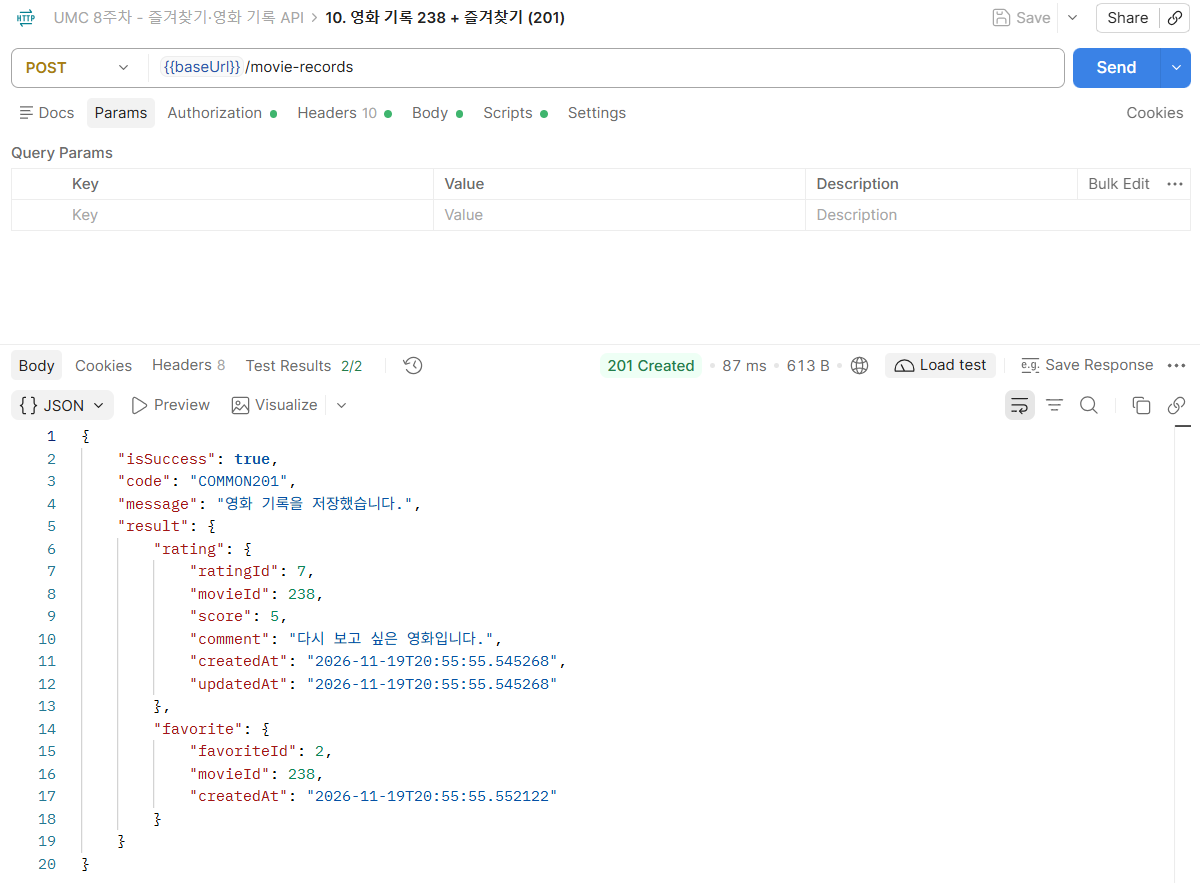 HTTP UMC 8주차 - 즐겨찾기·영화 기록 API > 10. 영화 기록 238 + 즐겨찾기 (201) Save Share
POST {{baseUrl}} /movie-records Send
Docs Params Authorization Headers 10 Body Scripts Settings Cookies
Query Params
Key Value Description Bulk Edit ...
Key Value Description
Body Cookies Headers 8 Test Results 2/2 201 Created • 87 ms • 613 B • Load test e.g. Save Response ...
{} JSON Preview Visualize
1 {
2 "isSuccess": true,
3 "code": "COMMON201",
4 "message": "영화 기록을 저장했습니다.",
5 "result": {
6 "rating": {
7 "ratingId": 7,
8 "movieId": 238,
9 "score": 5,
10 "comment": "다시 보고 싶은 영화입니다.",
11 "createdAt": "2026-11-19T20:55:55.545268",
12 "updatedAt": "2026-11-19T20:55:55.545268"
13 },
14 "favorite": {
15 "favoriteId": 2,
16 "movieId": 238,
17 "createdAt": "2026-11-19T20:55:55.552122"
18 }
19 }
20 }